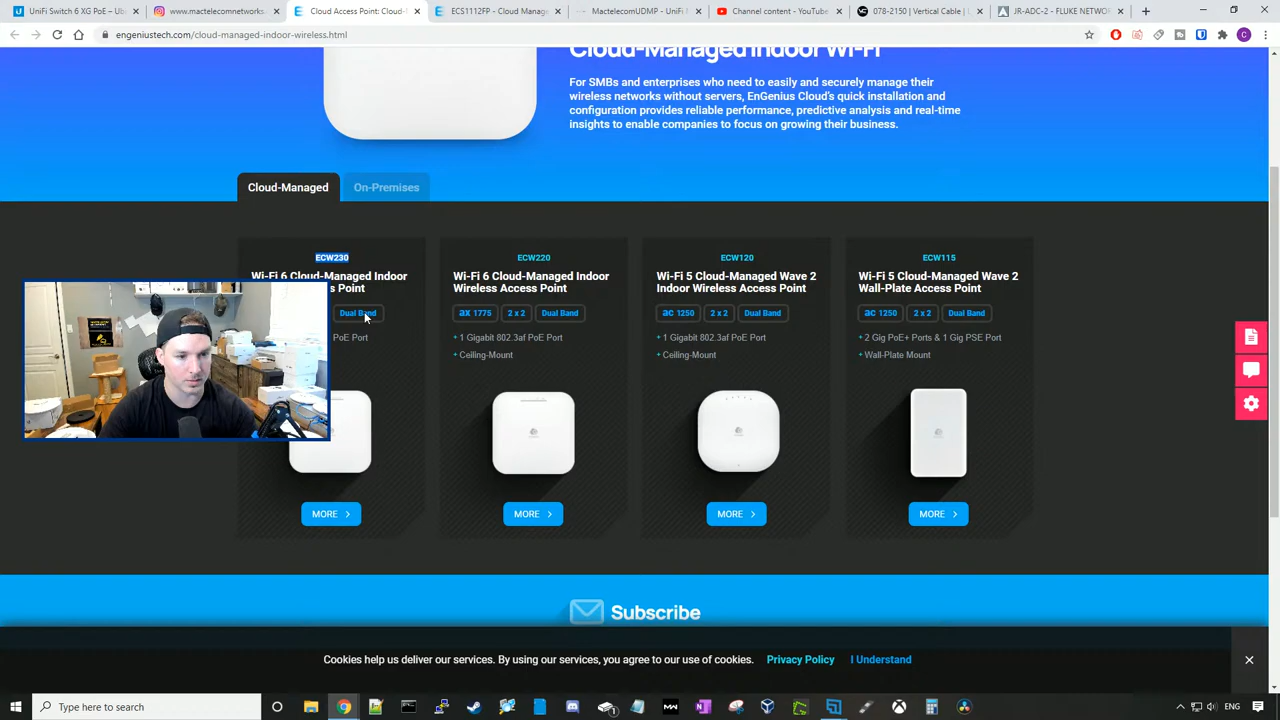 UniFi Switch 6 XG PoE – Ub
www.mactelecomnetworks.com
Cloud Access Point: Cloud-
ECS1112FP - Cloud Manage
MactelecomUDMP - UniFi
Channel content - YouTube
078-2150 | Vertical Cable |
JR-ADC-2 - FLUKE NETWOR
engeniustech.com/cloud-managed-indoor-wireless.html
Cloud-Managed Indoor Wi-Fi
For SMBs and enterprises who need to easily and securely manage their
wireless networks without servers, EnGenius Cloud's quick installation and
configuration provides reliable performance, predictive analysis and real-time
insights to enable companies to focus on growing their business.
Cloud-Managed
On-Premises
ECW230
Wi-Fi 6 Cloud-Managed Indoor
s Point
Dual Band
PoE Port
MORE
ECW220
Wi-Fi 6 Cloud-Managed Indoor
Wireless Access Point
ax 1775
2 x 2
Dual Band
+ 1 Gigabit 802.3af PoE Port
+ Ceiling-Mount
MORE
ECW120
Wi-Fi 5 Cloud-Managed Wave 2
Indoor Wireless Access Point
ac 1250
2 x 2
Dual Band
+ 1 Gigabit 802.3af PoE Port
+ Ceiling-Mount
MORE
ECW115
Wi-Fi 5 Cloud-Managed Wave 2
Wall-Plate Access Point
ac 1250
2 x 2
Dual Band
+ 2 Gig PoE+ Ports & 1 Gig PSE Port
+ Wall-Plate Mount
MORE
Subscribe
Cookies help us deliver our services. By using our services, you agree to our use of cookies.
Privacy Policy
I Understand
Type here to search
ENG